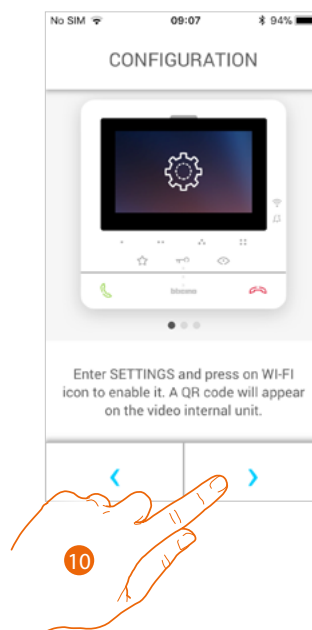 No SIM 09:07 94%
CONFIGURATION
bticino
Enter SETTINGS and press on WI-FI
icon to enable it. A QR code will appear
on the video internal unit.
10